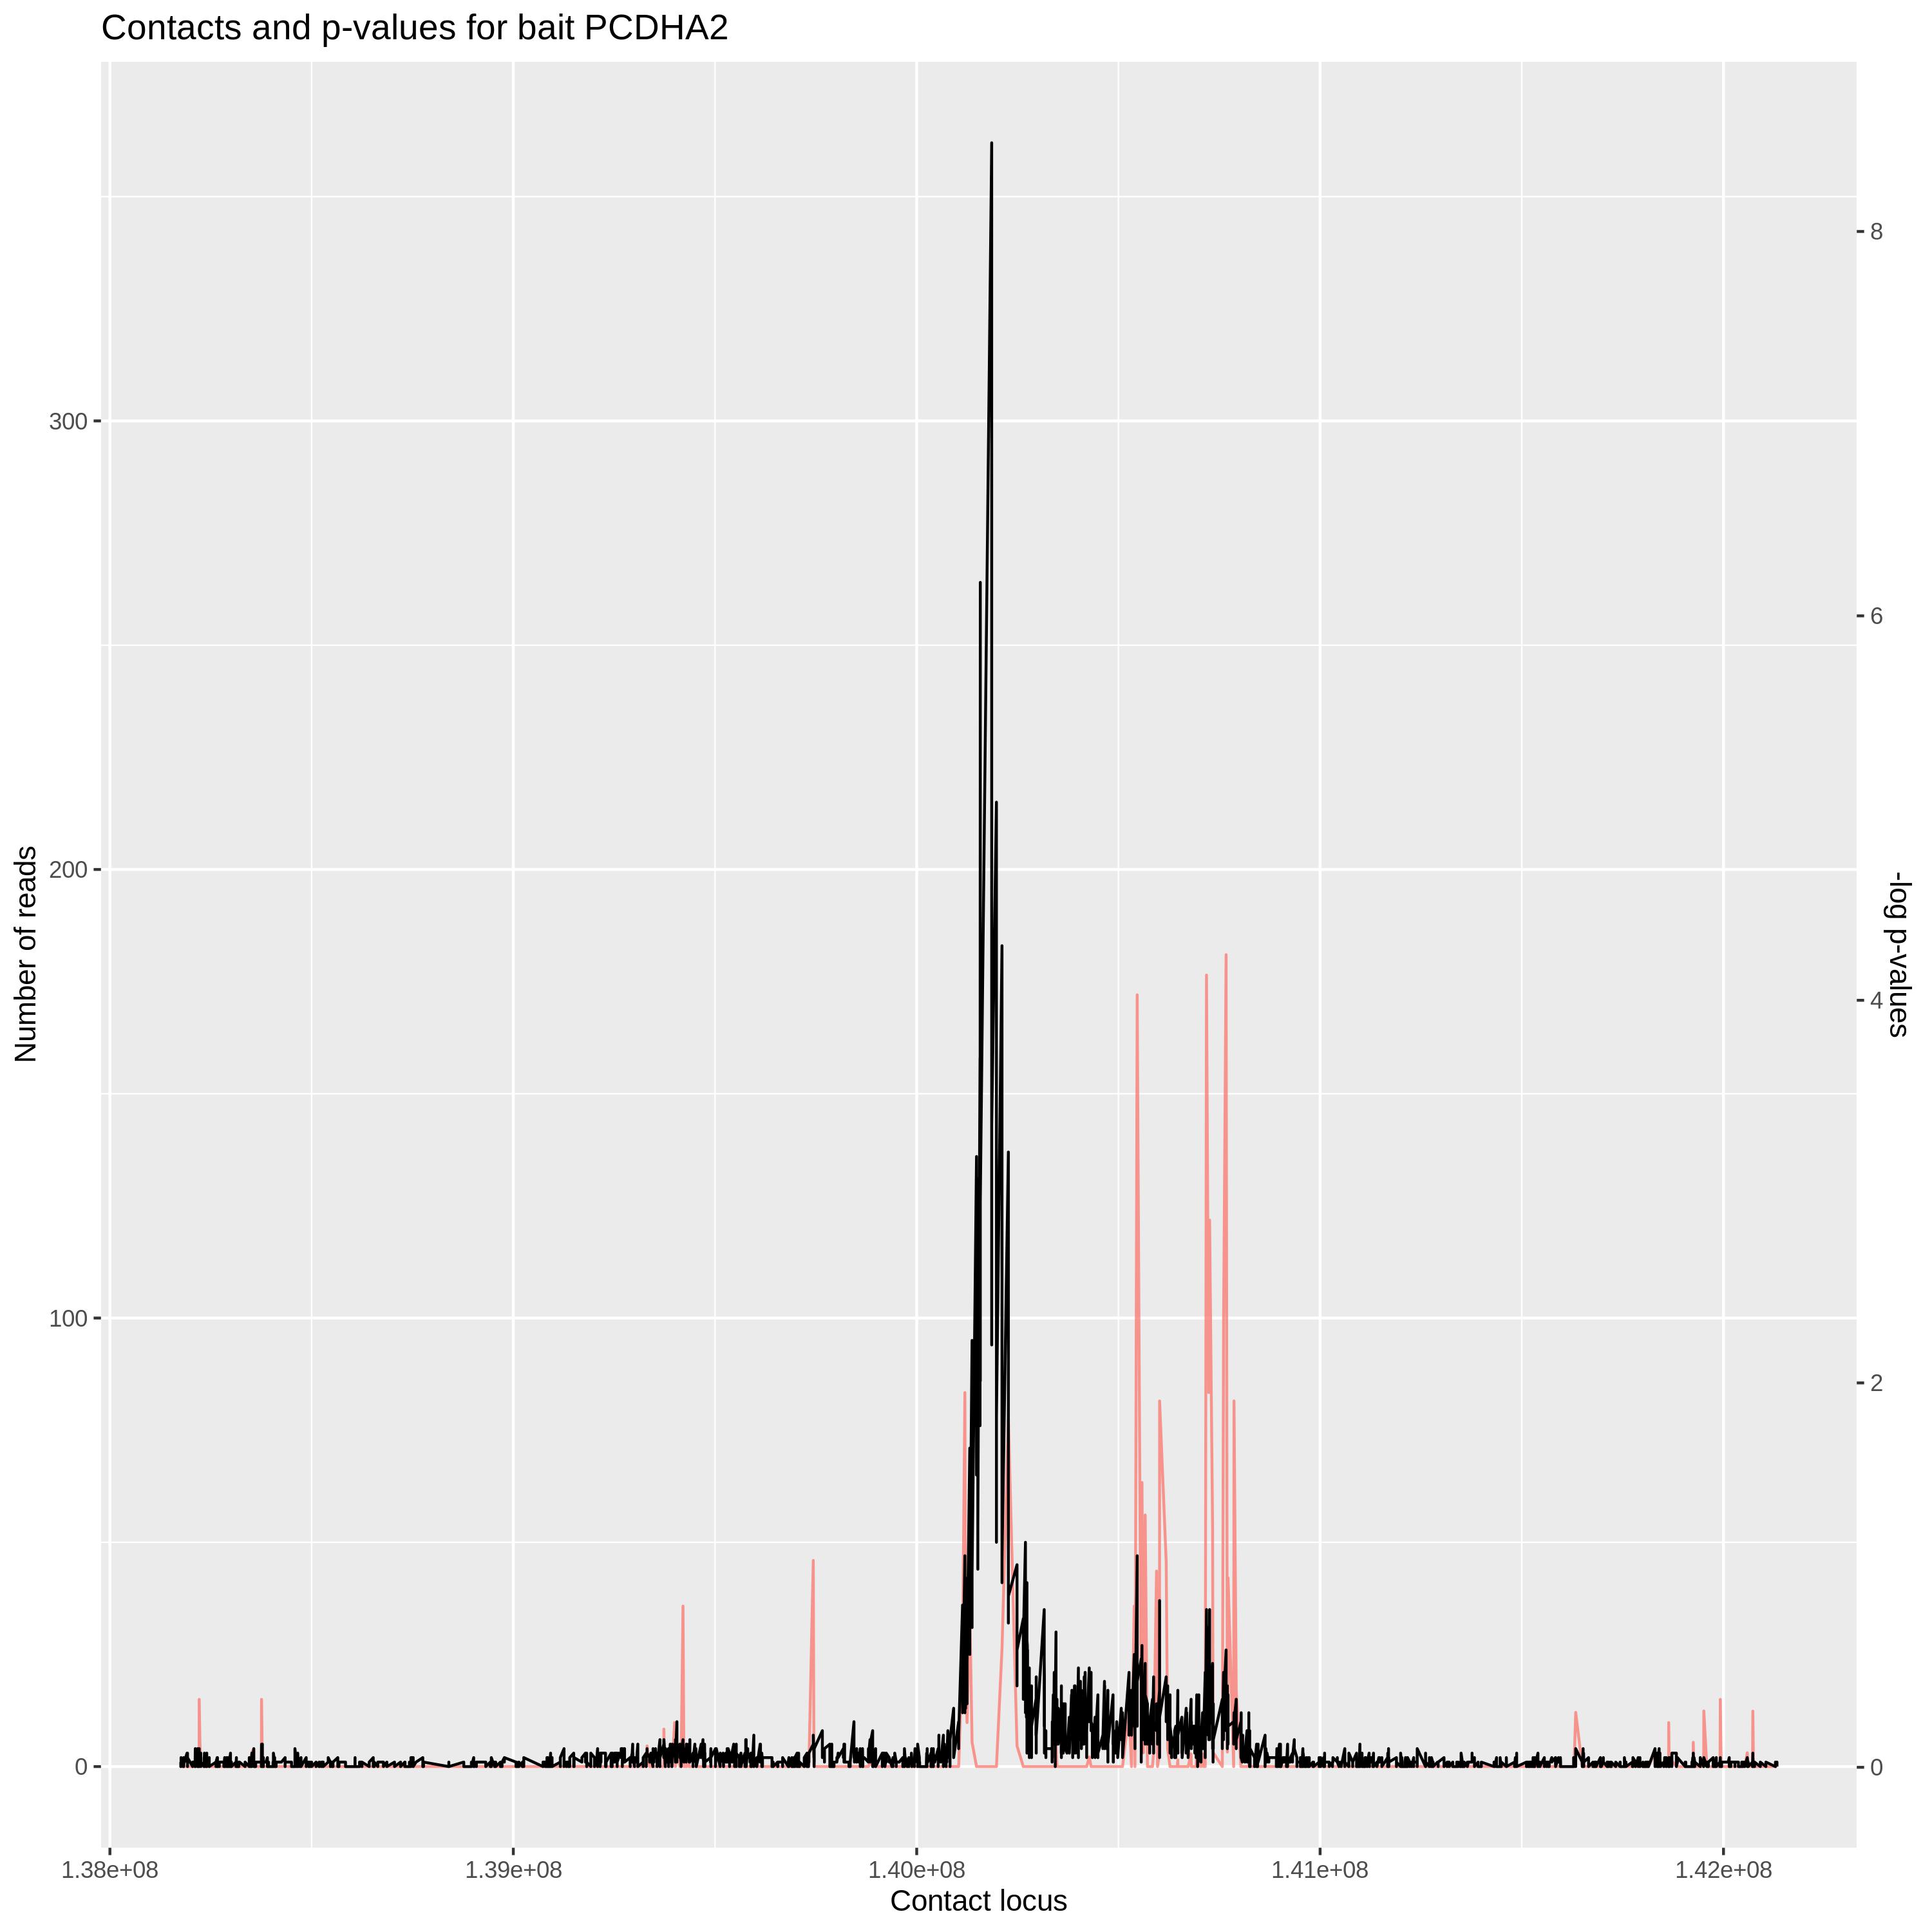 Contacts and p-values for bait PCDHA2
Number of reads
300
200
100
0
8
6
4
2
0
-log p-values
1.38e+08
1.39e+08
1.40e+08
1.41e+08
1.42e+08
Contact locus